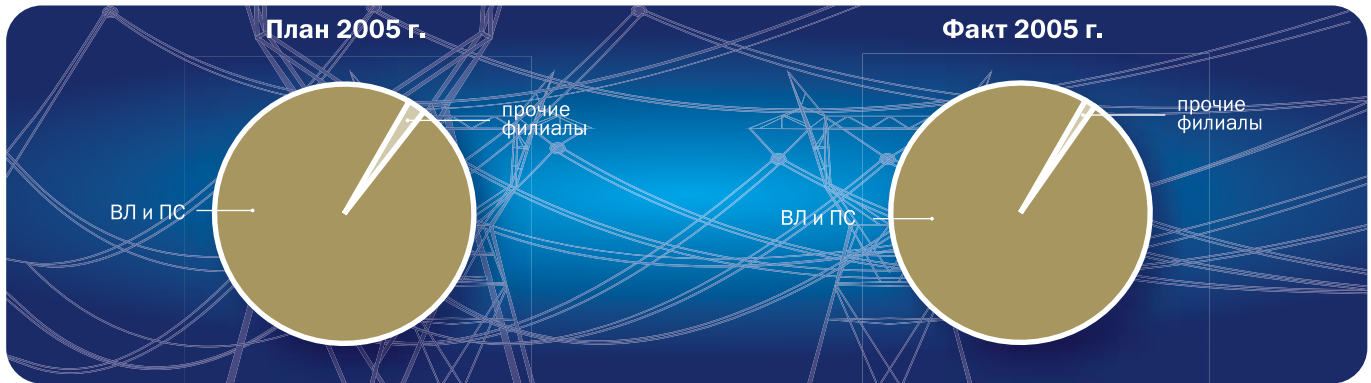 План 2005 г.
прочие
филиалы
ВЛ и ПС
Факт 2005 г.
прочие
филиалы
ВЛ и ПС